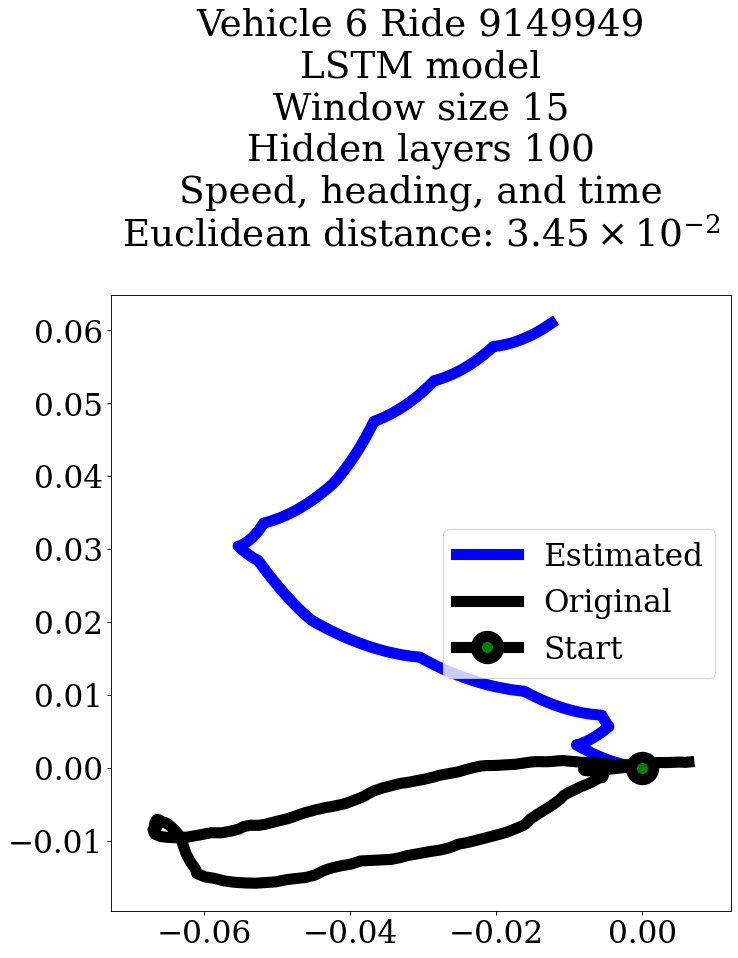 Vehicle 6 Ride 9149949
LSTM model
Window size 15
Hidden layers 100
Speed, heading, and time
Euclidean distance: 3.45 × 10⁻²
0.06
0.05
0.04
0.03
0.02
0.01
0.00
−0.01
Estimated
Original
Start
−0.06 −0.04 −0.02 0.00